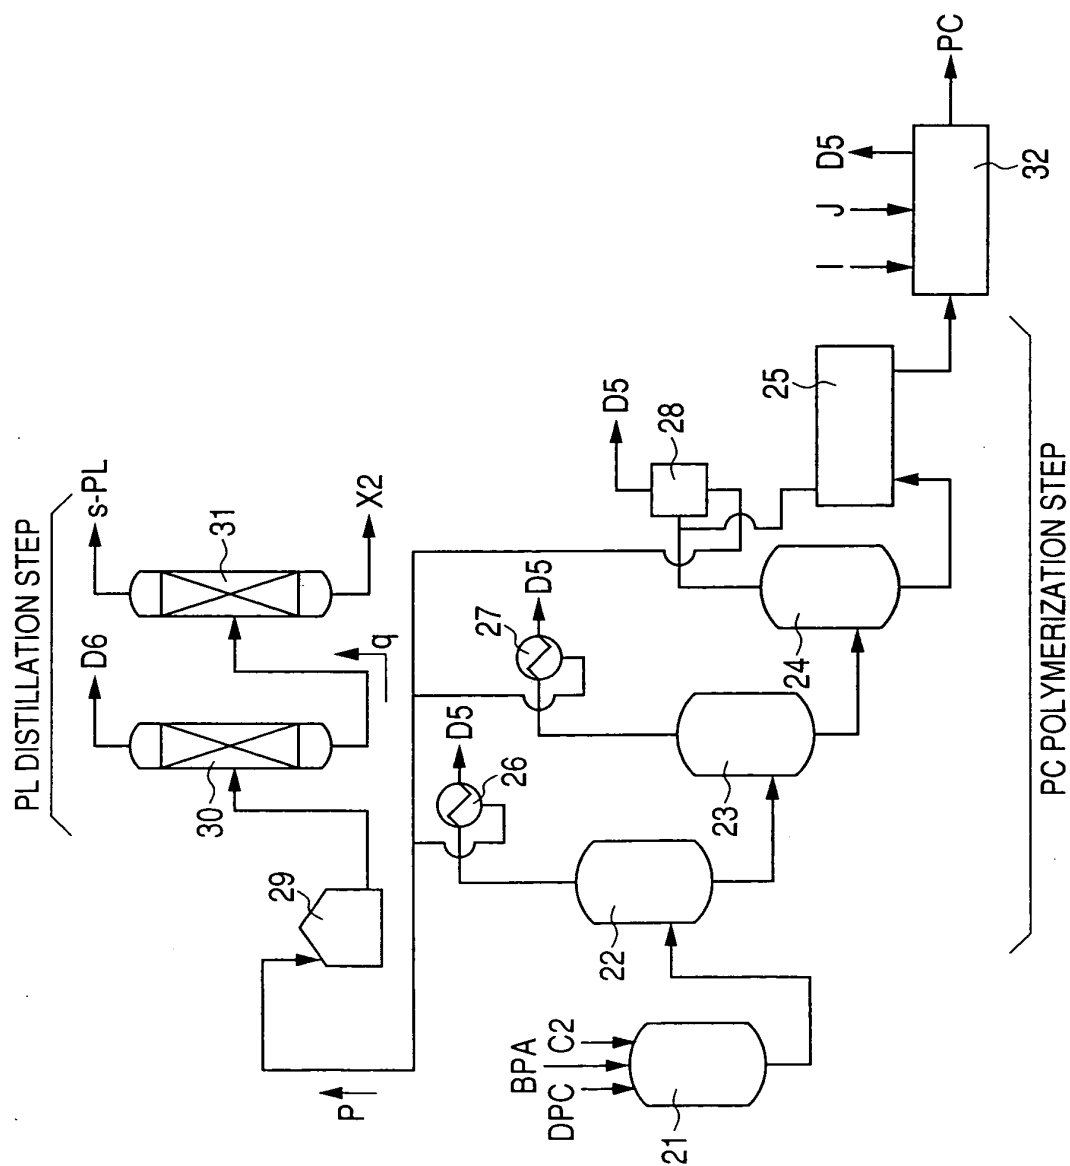 PL DISTILLATION STEP
D6
s-PL
30
31
X2
29
P
q
D5
26
D5
27
D5
28
22
23
24
25
DPC
BPA
C2
21
I
J
D5
PC
32
PC POLYMERIZATION STEP